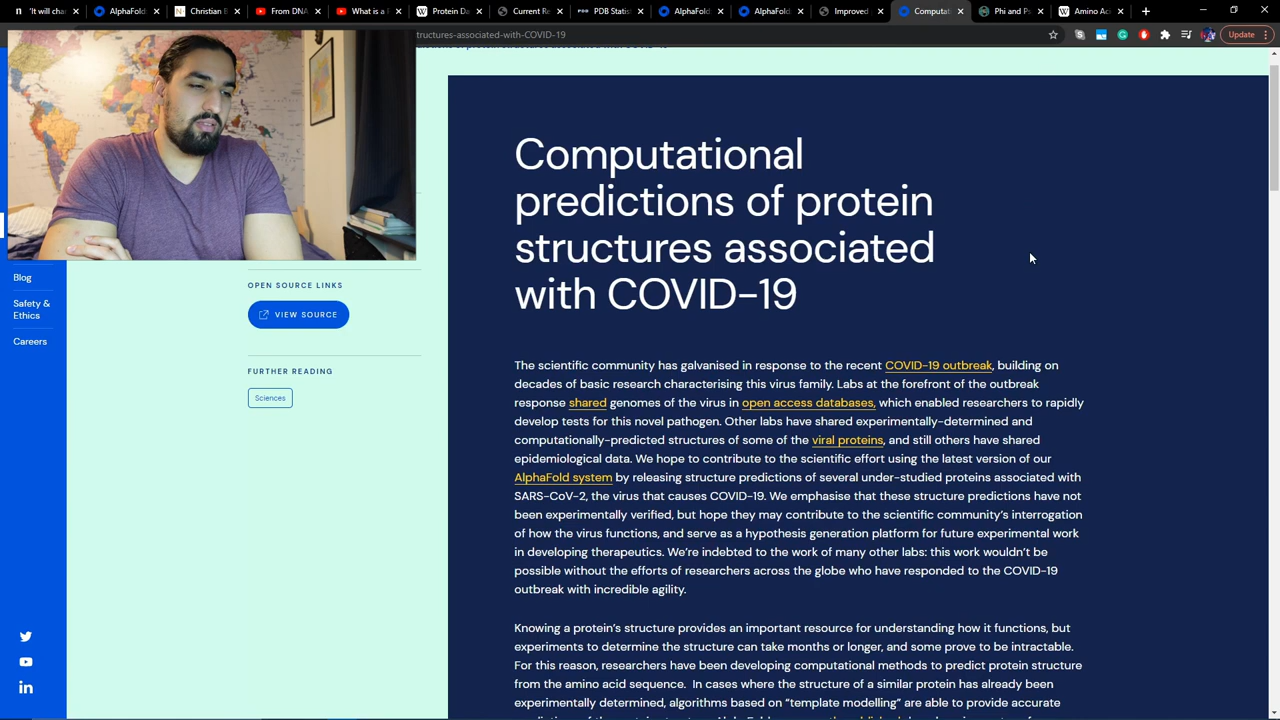 'It will chan
AlphaFold:
Christian B
From DNA
What is a
Protein Da
Current Re
PDB Statis
AlphaFold:
AlphaFold:
Improved
Computat
Phi and Ps
Amino Aci
tructures-associated-with-COVID-19
Update
Blog
Safety &
Ethics
Careers
OPEN SOURCE LINKS
VIEW SOURCE
FURTHER READING
Sciences
Computational
predictions of protein
structures associated
with COVID-19
The scientific community has galvanised in response to the recent COVID-19 outbreak, building on
decades of basic research characterising this virus family. Labs at the forefront of the outbreak
response shared genomes of the virus in open access databases, which enabled researchers to rapidly
develop tests for this novel pathogen. Other labs have shared experimentally-determined and
computationally-predicted structures of some of the viral proteins, and still others have shared
epidemiological data. We hope to contribute to the scientific effort using the latest version of our
AlphaFold system by releasing structure predictions of several under-studied proteins associated with
SARS-CoV-2, the virus that causes COVID-19. We emphasise that these structure predictions have not
been experimentally verified, but hope they may contribute to the scientific community's interrogation
of how the virus functions, and serve as a hypothesis generation platform for future experimental work
in developing therapeutics. We're indebted to the work of many other labs: this work wouldn't be
possible without the efforts of researchers across the globe who have responded to the COVID-19
outbreak with incredible agility.
Knowing a protein's structure provides an important resource for understanding how it functions, but
experiments to determine the structure can take months or longer, and some prove to be intractable.
For this reason, researchers have been developing computational methods to predict protein structure
from the amino acid sequence. In cases where the structure of a similar protein has already been
experimentally determined, algorithms based on "template modelling" are able to provide accurate